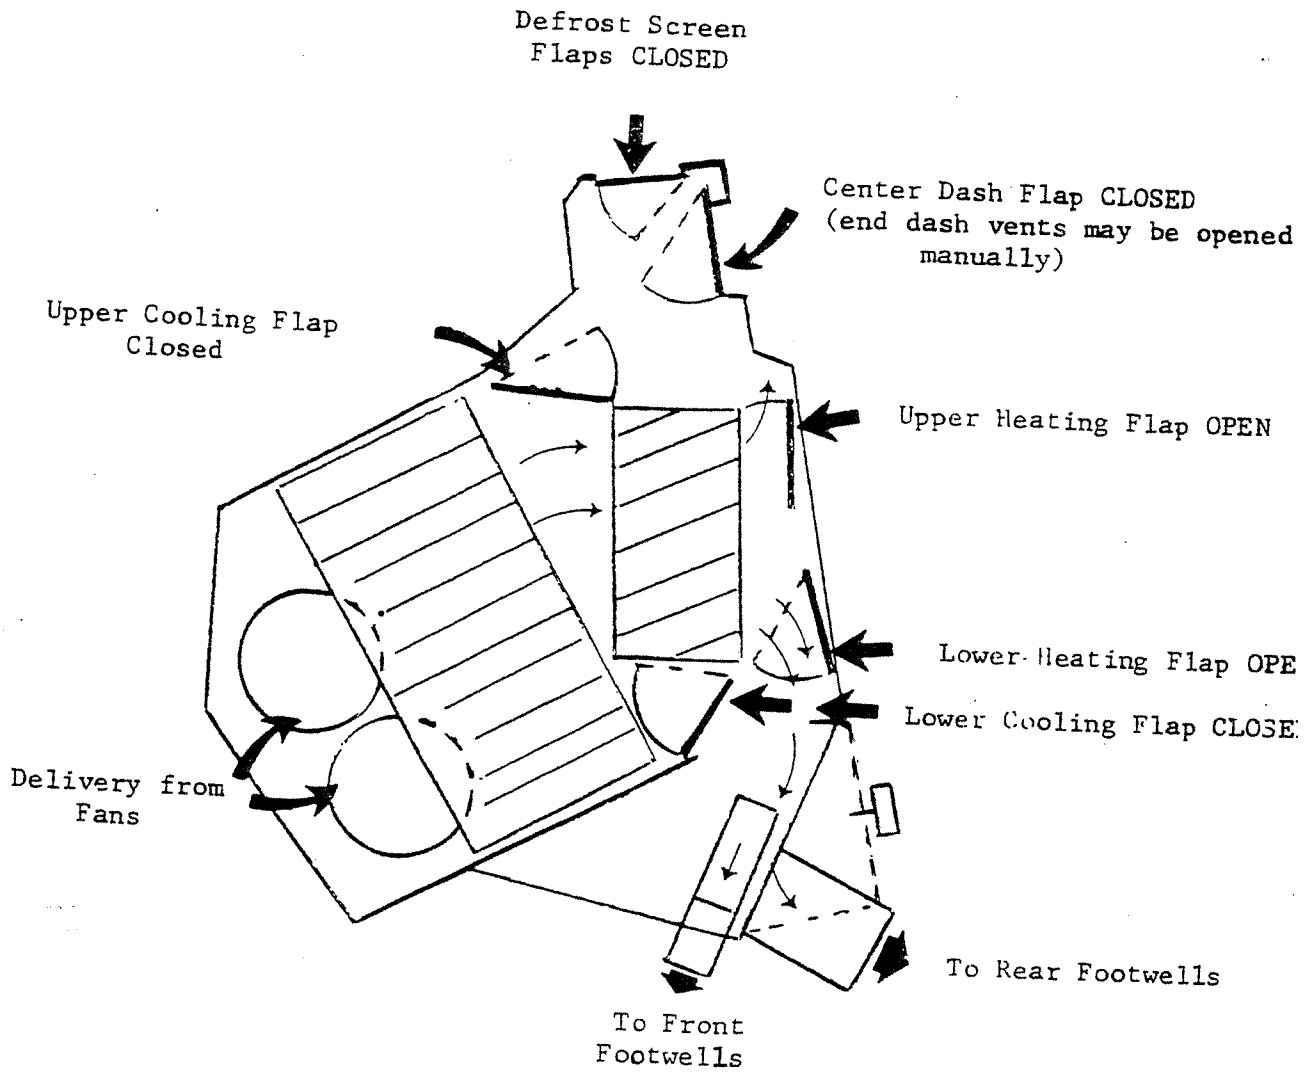 Defrost Screen
Flaps CLOSED
Center Dash Flap CLOSED
(end dash vents may be opened
manually)
Upper Cooling Flap
Closed
Upper Heating Flap OPEN
Lower Heating Flap OPE
Lower Cooling Flap CLOSE
Delivery from
Fans
To Rear Footwells
To Front
Footwells